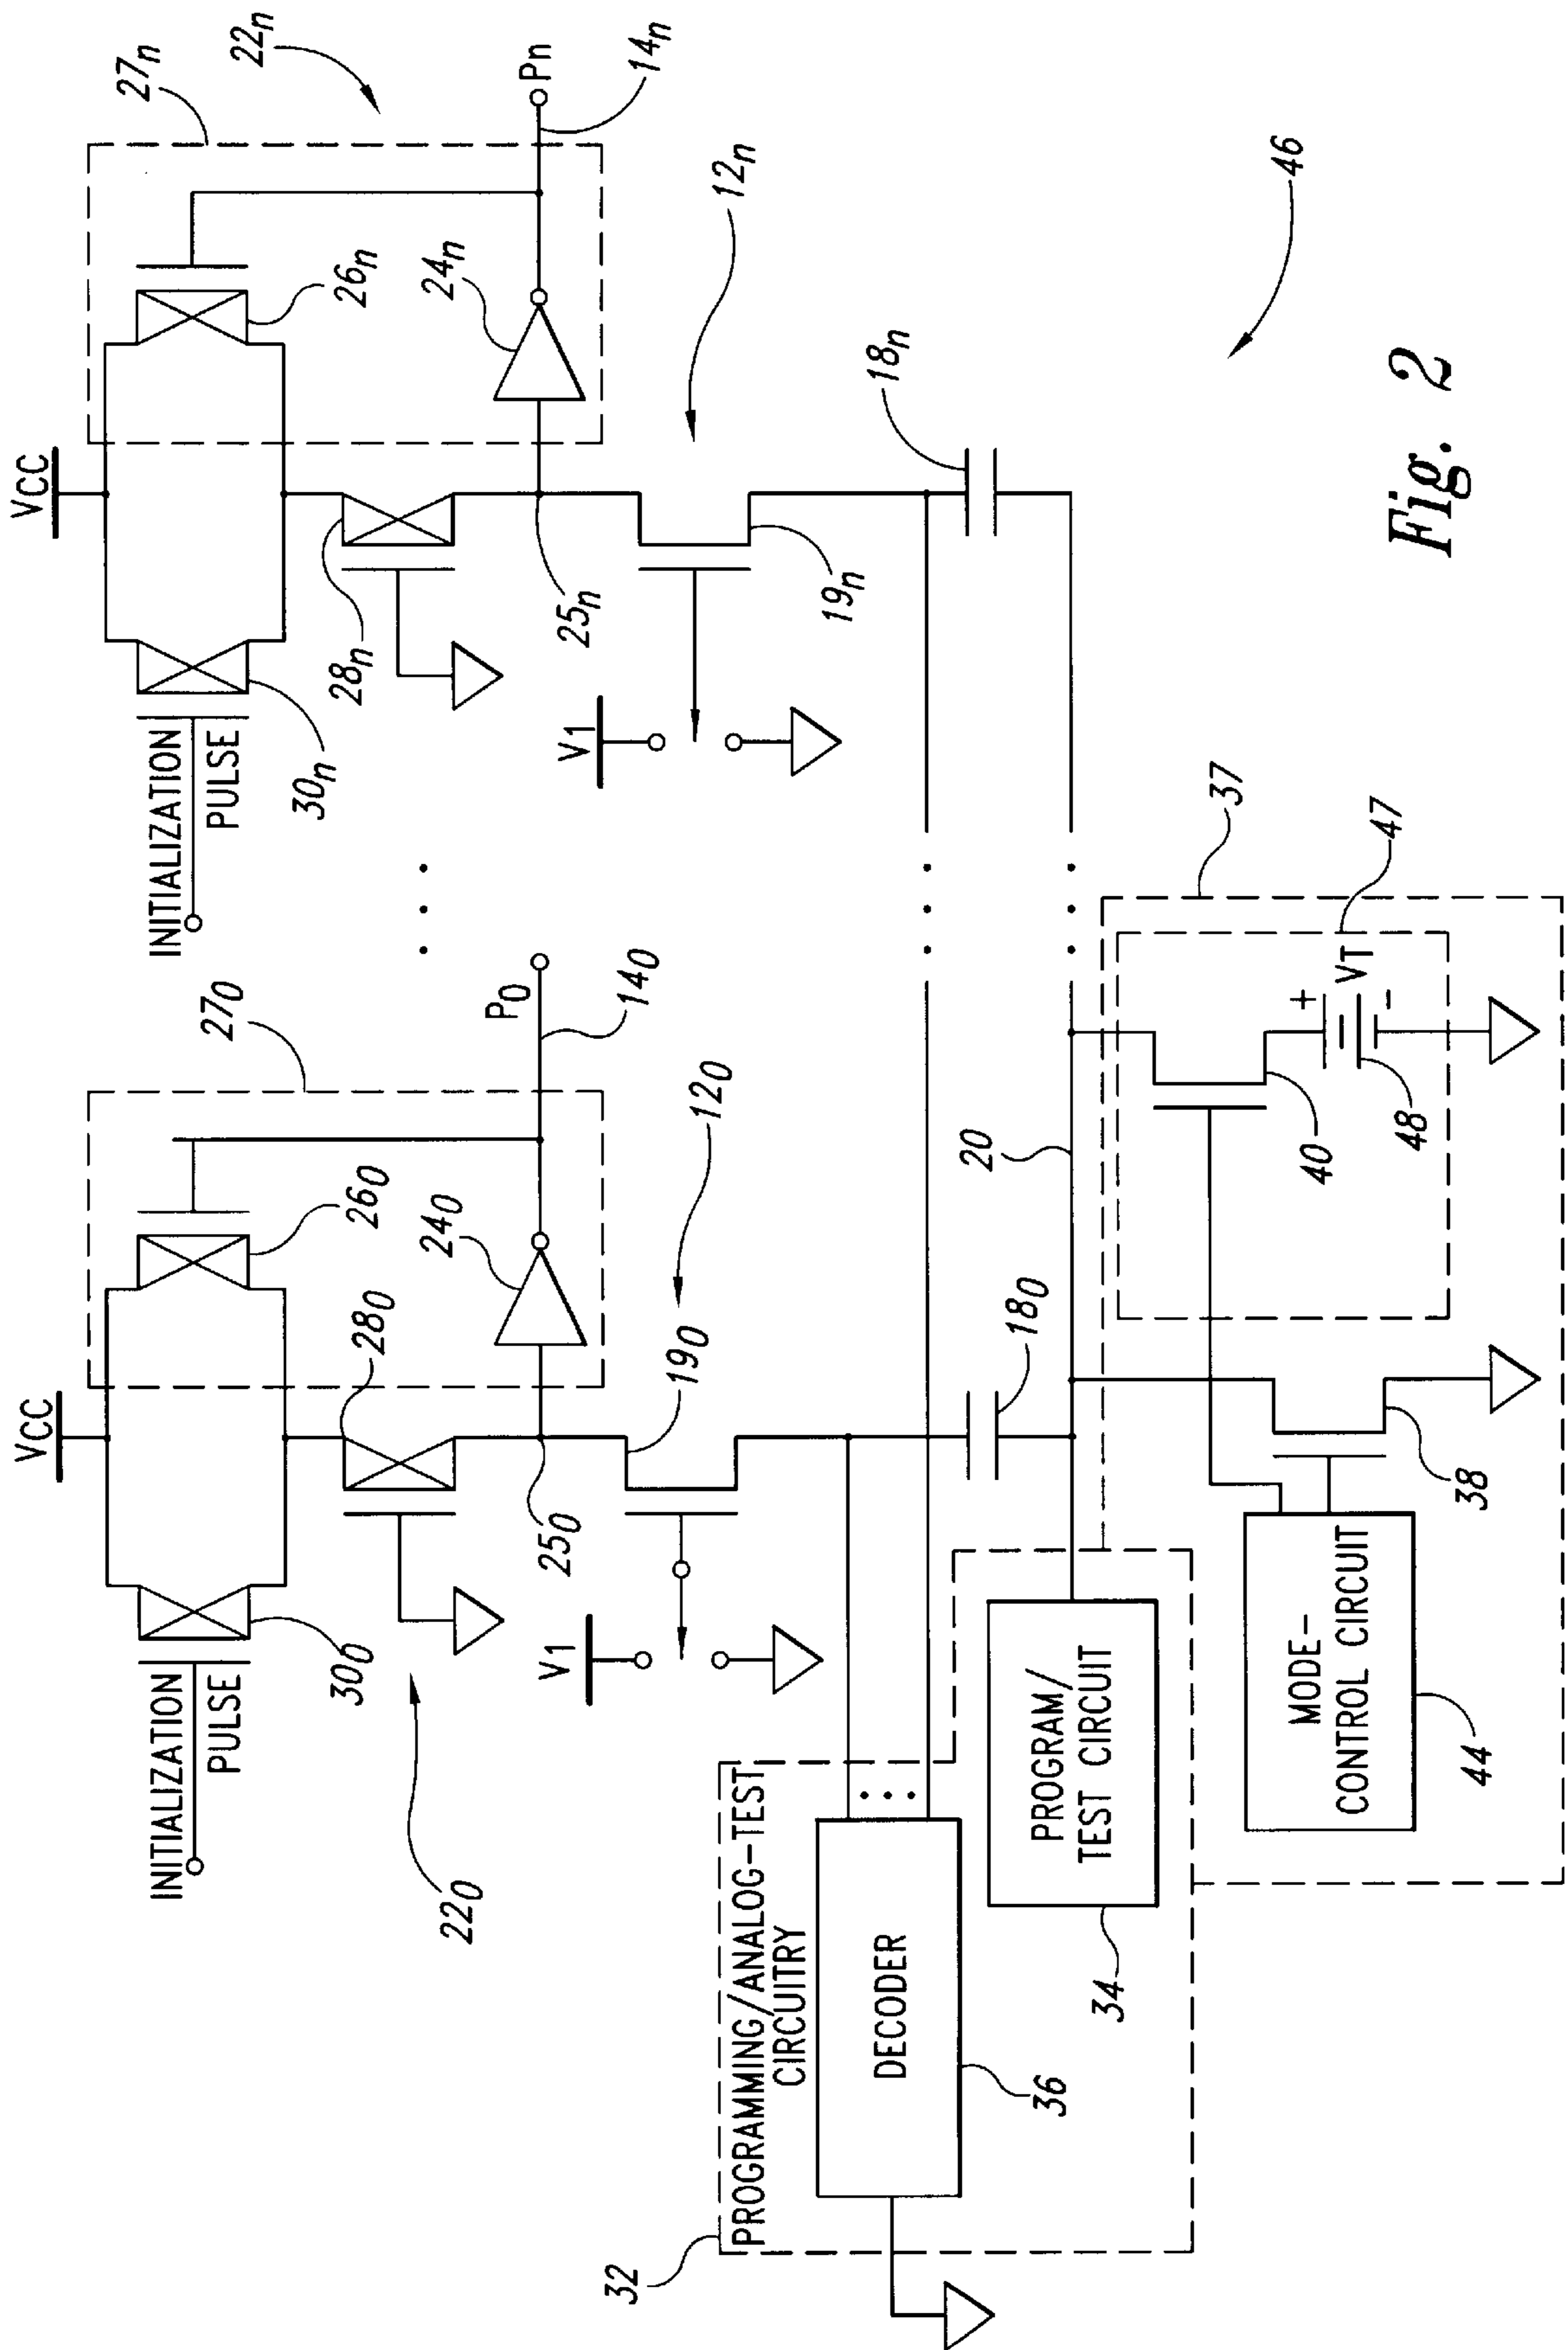 VCC
VCC
INITIALIZATION
PULSE
30₀
26₀
27₀
28₀
24₀
25₀
P₀
14₀
22₀
12₀
19₀
V1
18₀
INITIALIZATION
PULSE
30n
26n
27n
22n
28n
24n
25n
Pn
14n
12n
19n
V1
18n
32
PROGRAMMING/ANALOG-TEST
CIRCUITRY
DECODER
36
PROGRAM/
TEST CIRCUIT
34
20
37
47
MODE-
CONTROL CIRCUIT
44
38
40
48
+
VT
-
46
Fig. 2